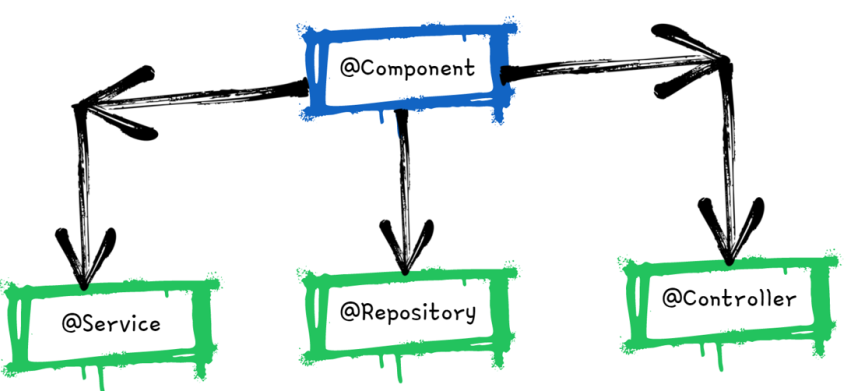 @Component
@Service
@Repository
@Controller